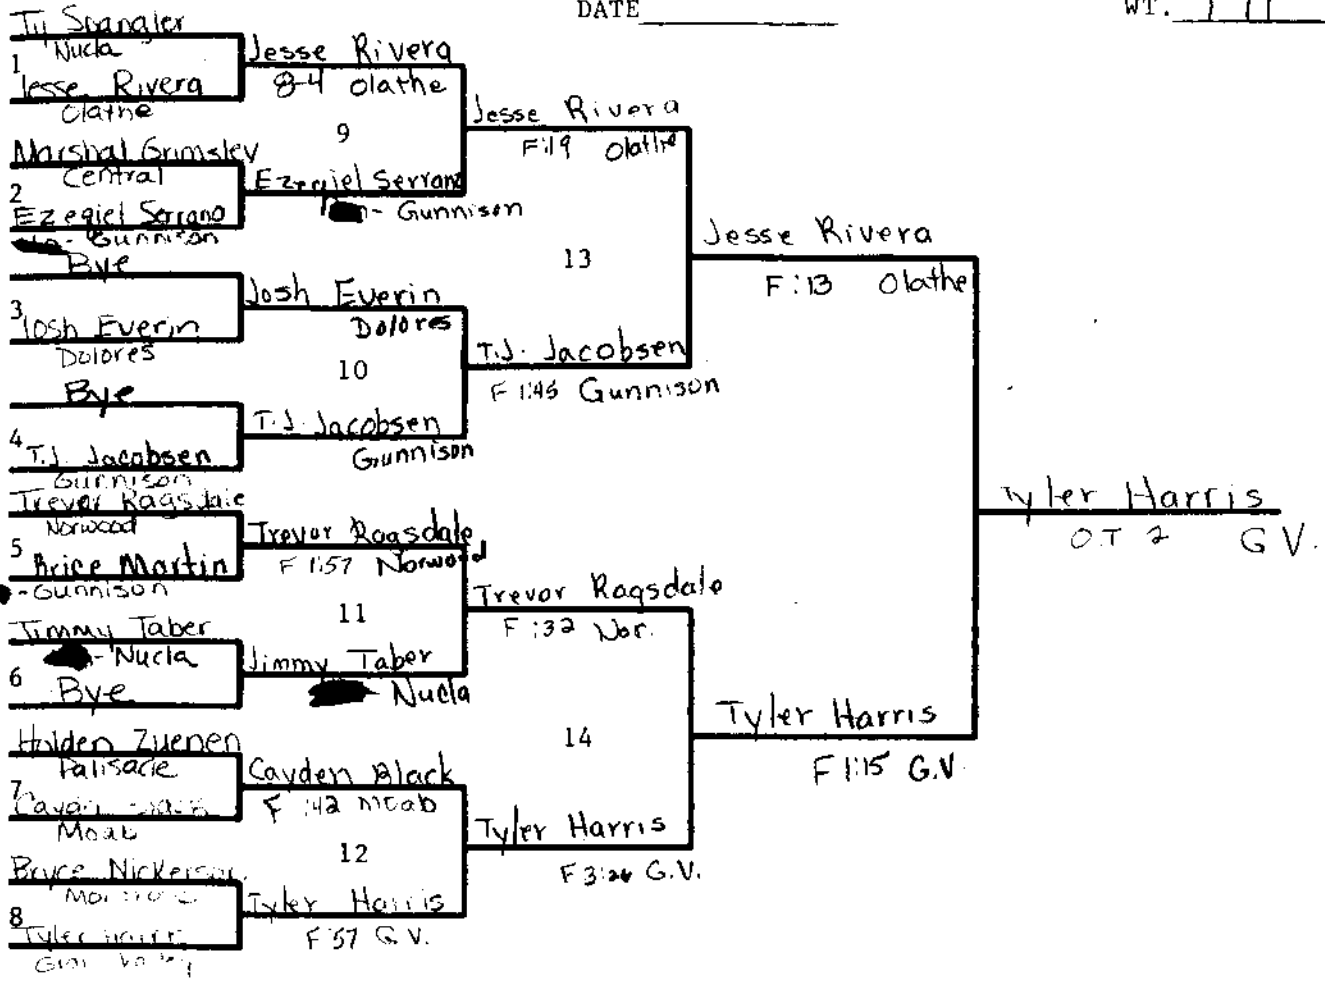 DATE
WT.
Ty Spangler
Nucla
1
Jesse Rivera
Olathe
Marshal Grimsley
Central
2
Ezeqiel Serrano
- Gunnison
Bye
3
Josh Everin
Dolores
Bye
4
T.J. Jacobsen
Gunnison
Trevor Ragsdale
Norwood
5
Brice Martin
- Gunnison
Jimmy Taber
- Nucla
6
Bye
Holden Zuenen
Palisade
7
Moab
Bryce Nickerson
8
Tyler Harris
Jesse Rivera
8-4 Olathe
9
Ezeqiel Serrano
- Gunnison
Josh Everin
Dolores
10
T.J. Jacobsen
Gunnison
Trevor Ragsdale
F 1:57 Norwood
11
Jimmy Taber
- Nucla
Cayden Black
F :42 Moab
12
Tyler Harris
F :57 G.V.
Jesse Rivera
F :19 Olathe
13
T.J. Jacobsen
F 1:45 Gunnison
Trevor Ragsdale
F :32 Nor.
14
Tyler Harris
F 3:26 G.V.
Jesse Rivera
F :13 Olathe
Tyler Harris
F 1:15 G.V.
Tyler Harris
O.T 2 G V.